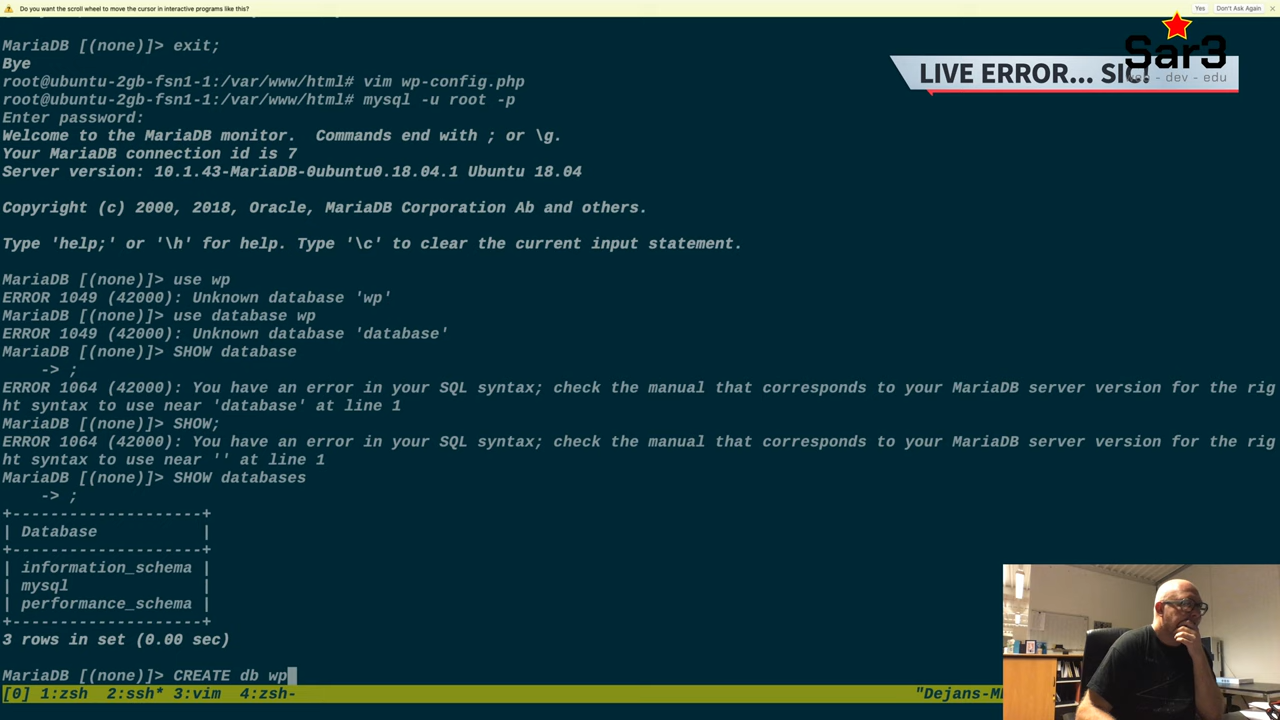 Do you want the scroll wheel to move the cursor in interactive programs like this?
Yes
Don't Ask Again
MariaDB [(none)]> exit;
Bye
root@ubuntu-2gb-fsn1-1:/var/www/html# vim wp-config.php
root@ubuntu-2gb-fsn1-1:/var/www/html# mysql -u root -p
Enter password:
Welcome to the MariaDB monitor.  Commands end with ; or \g.
Your MariaDB connection id is 7
Server version: 10.1.43-MariaDB-0ubuntu0.18.04.1 Ubuntu 18.04
Copyright (c) 2000, 2018, Oracle, MariaDB Corporation Ab and others.
Type 'help;' or '\h' for help. Type '\c' to clear the current input statement.
MariaDB [(none)]> use wp
ERROR 1049 (42000): Unknown database 'wp'
MariaDB [(none)]> use database wp
ERROR 1049 (42000): Unknown database 'database'
MariaDB [(none)]> SHOW database
    -> ;
ERROR 1064 (42000): You have an error in your SQL syntax; check the manual that corresponds to your MariaDB server version for the rig
ht syntax to use near 'database' at line 1
MariaDB [(none)]> SHOW;
ERROR 1064 (42000): You have an error in your SQL syntax; check the manual that corresponds to your MariaDB server version for the rig
ht syntax to use near '' at line 1
MariaDB [(none)]> SHOW databases
    -> ;
+--------------------+
| Database           |
+--------------------+
| information_schema |
| mysql              |
| performance_schema |
+--------------------+
3 rows in set (0.00 sec)
MariaDB [(none)]> CREATE db wp
[0] 1:zsh  2:ssh* 3:vim  4:zsh-
"Dejans-M
LIVE ERROR...
Sar3
- dev - edu